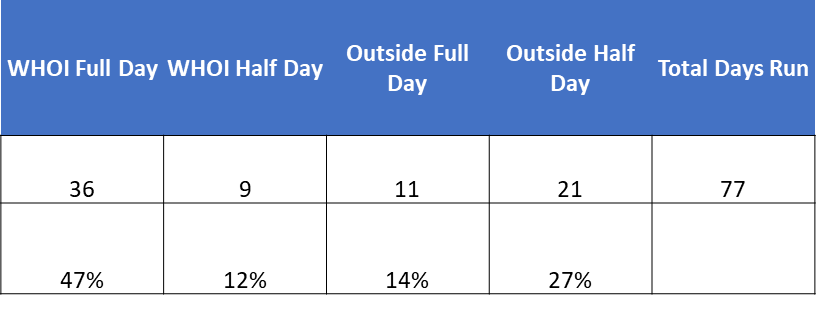 WHOI Full Day WHOI Half Day Outside Full Day Outside Half Day Total Days Run
36 9 11 21 77
47% 12% 14% 27%